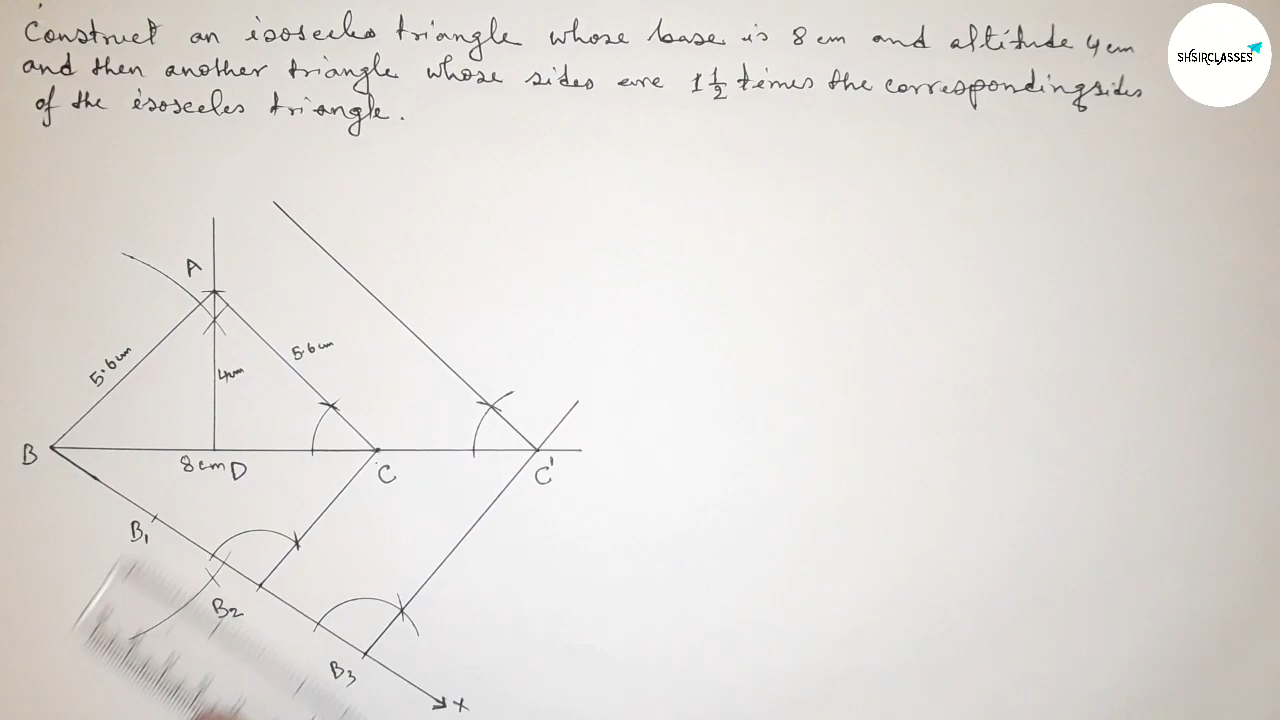 Construct an isosceles triangle whose base is 8 cm and altitude 4 cm
and then another triangle whose sides are 1 1/2 times the corresponding sides
of the isosceles triangle.
SHSIRCLASSES
A
5.6cm
5.6cm
4cm
B
8cm D
C
C'
B1
B2
B3
X